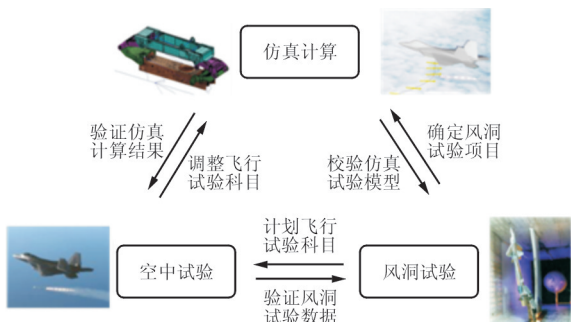 仿真计算
验证仿真
计算结果
调整飞行
试验科目
校验仿真
试验模型
确定风洞
试验项目
计划飞行
试验科目
空中试验
风洞试验
验证风洞
试验数据